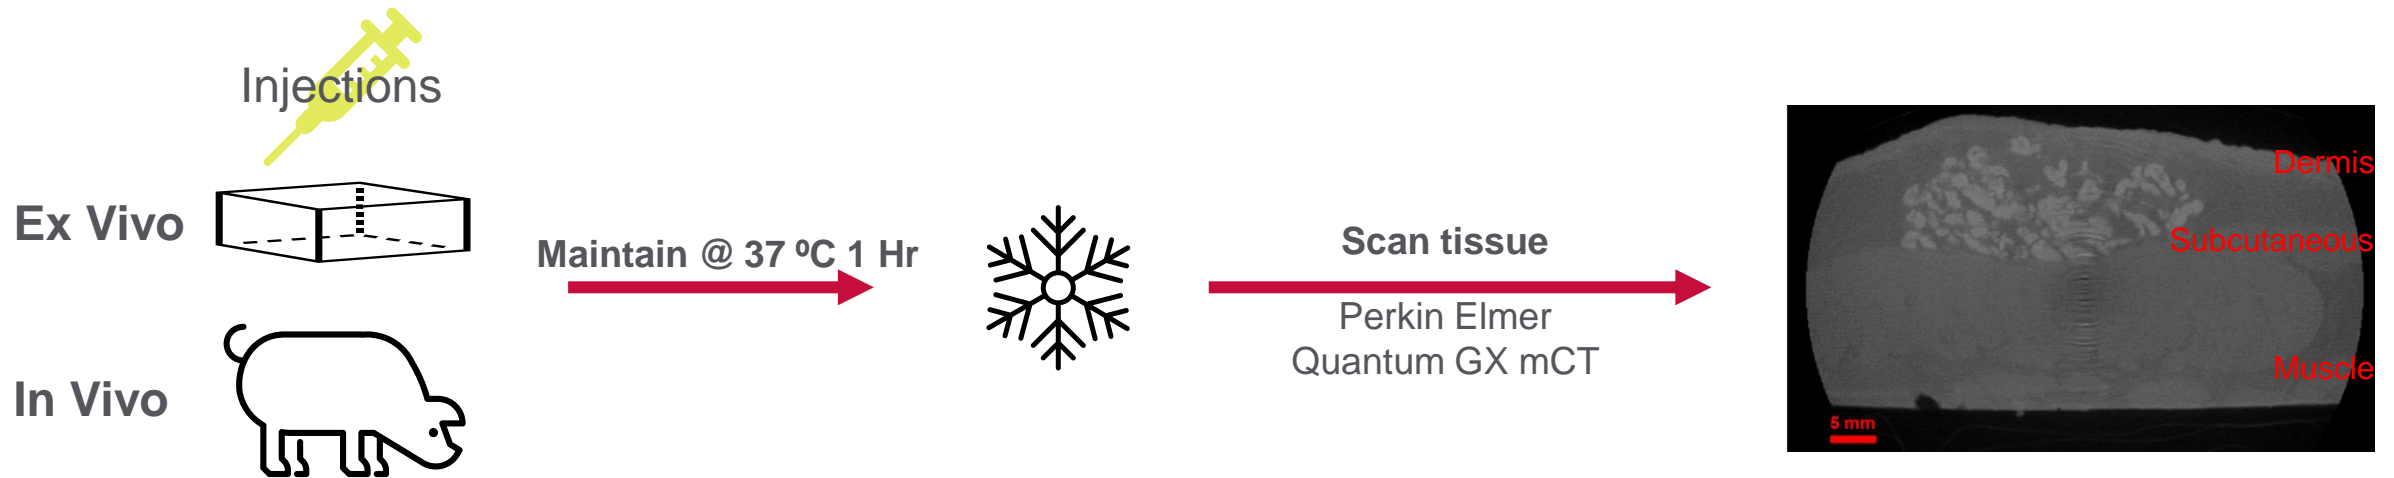 Injections
Ex Vivo
In Vivo
Maintain @ 37 ºC 1 Hr
Scan tissue
Perkin Elmer
Quantum GX mCT
Dermis
Subcutaneous
Muscle
5 mm